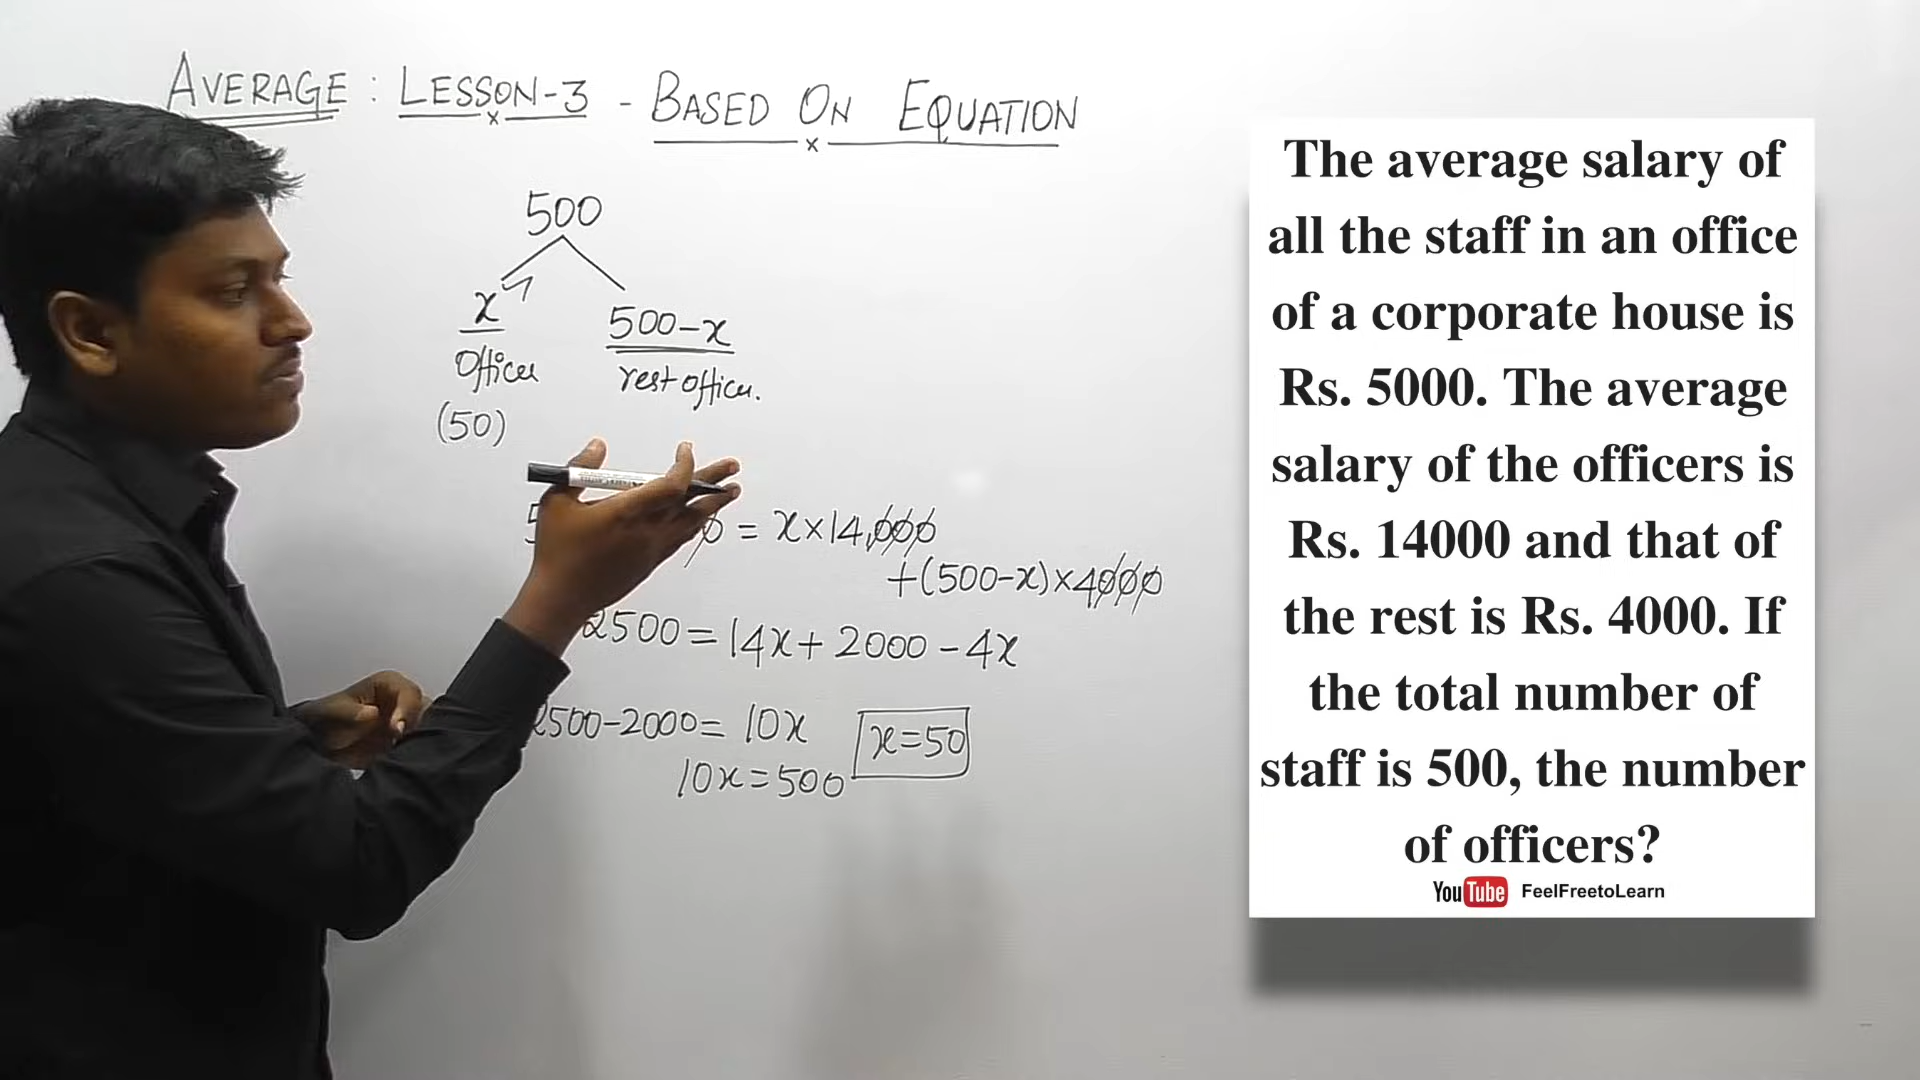 AVERAGE : LESSON-3 - BASED ON EQUATION
500
x 500-x
Officer rest officer.
(50)
= x×14,000
+(500-x)×4000
2500=14x+2000-4x
2500-2000= 10x
x=50
10x=500
The average salary of
all the staff in an office
of a corporate house is
Rs. 5000. The average
salary of the officers is
Rs. 14000 and that of
the rest is Rs. 4000. If
the total number of
staff is 500, the number
of officers?
YouTube FeelFreetoLearn